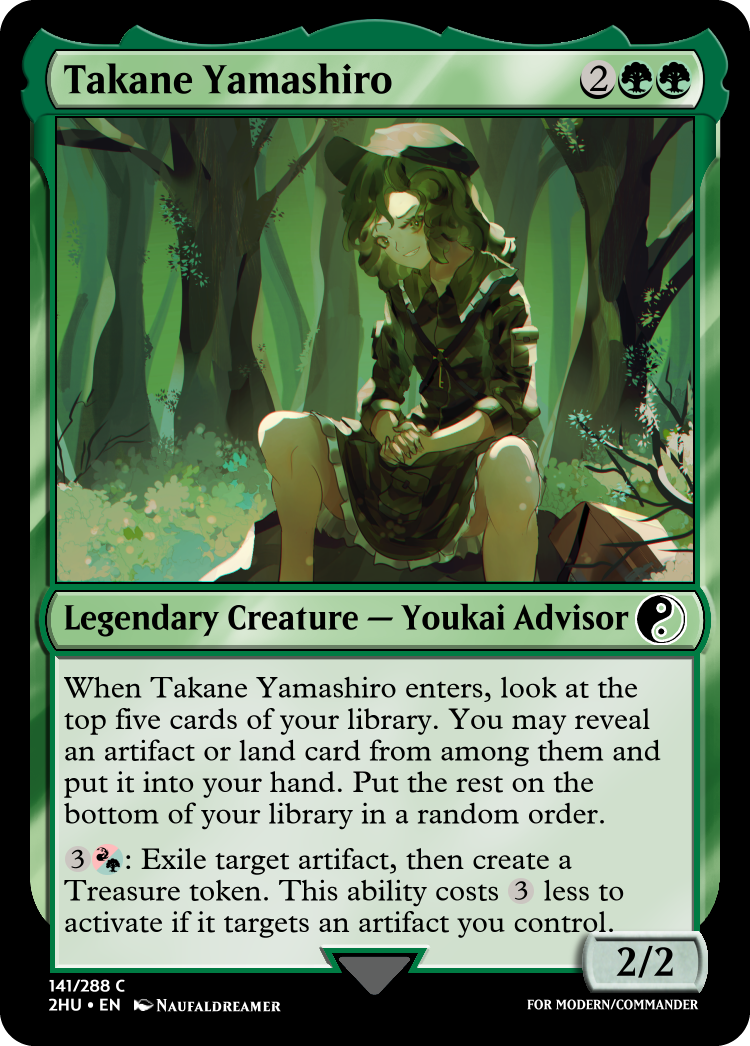 Takane Yamashiro 2
Legendary Creature — Youkai Advisor
When Takane Yamashiro enters, look at the
top five cards of your library. You may reveal
an artifact or land card from among them and
put it into your hand. Put the rest on the
bottom of your library in a random order.
3 : Exile target artifact, then create a
Treasure token. This ability costs 3 less to
activate if it targets an artifact you control.
2/2
141/288 C
2HU • EN Naufaldreamer
FOR MODERN/COMMANDER